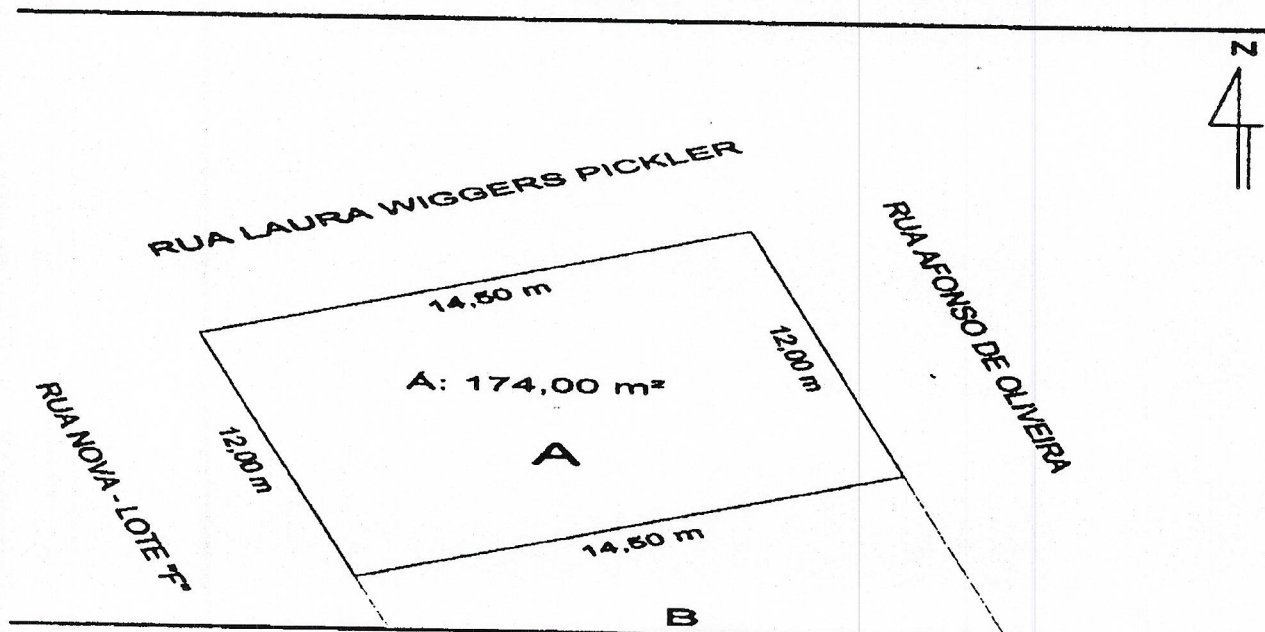 N
RUA LAURA WIGGERS PICKLER
RUA AFONSO DE OLIVEIRA
14,50 m
12,00 m
A: 174,00 m²
RUA NOVA - LOTE "F"
12,00 m
A
14,50 m
B